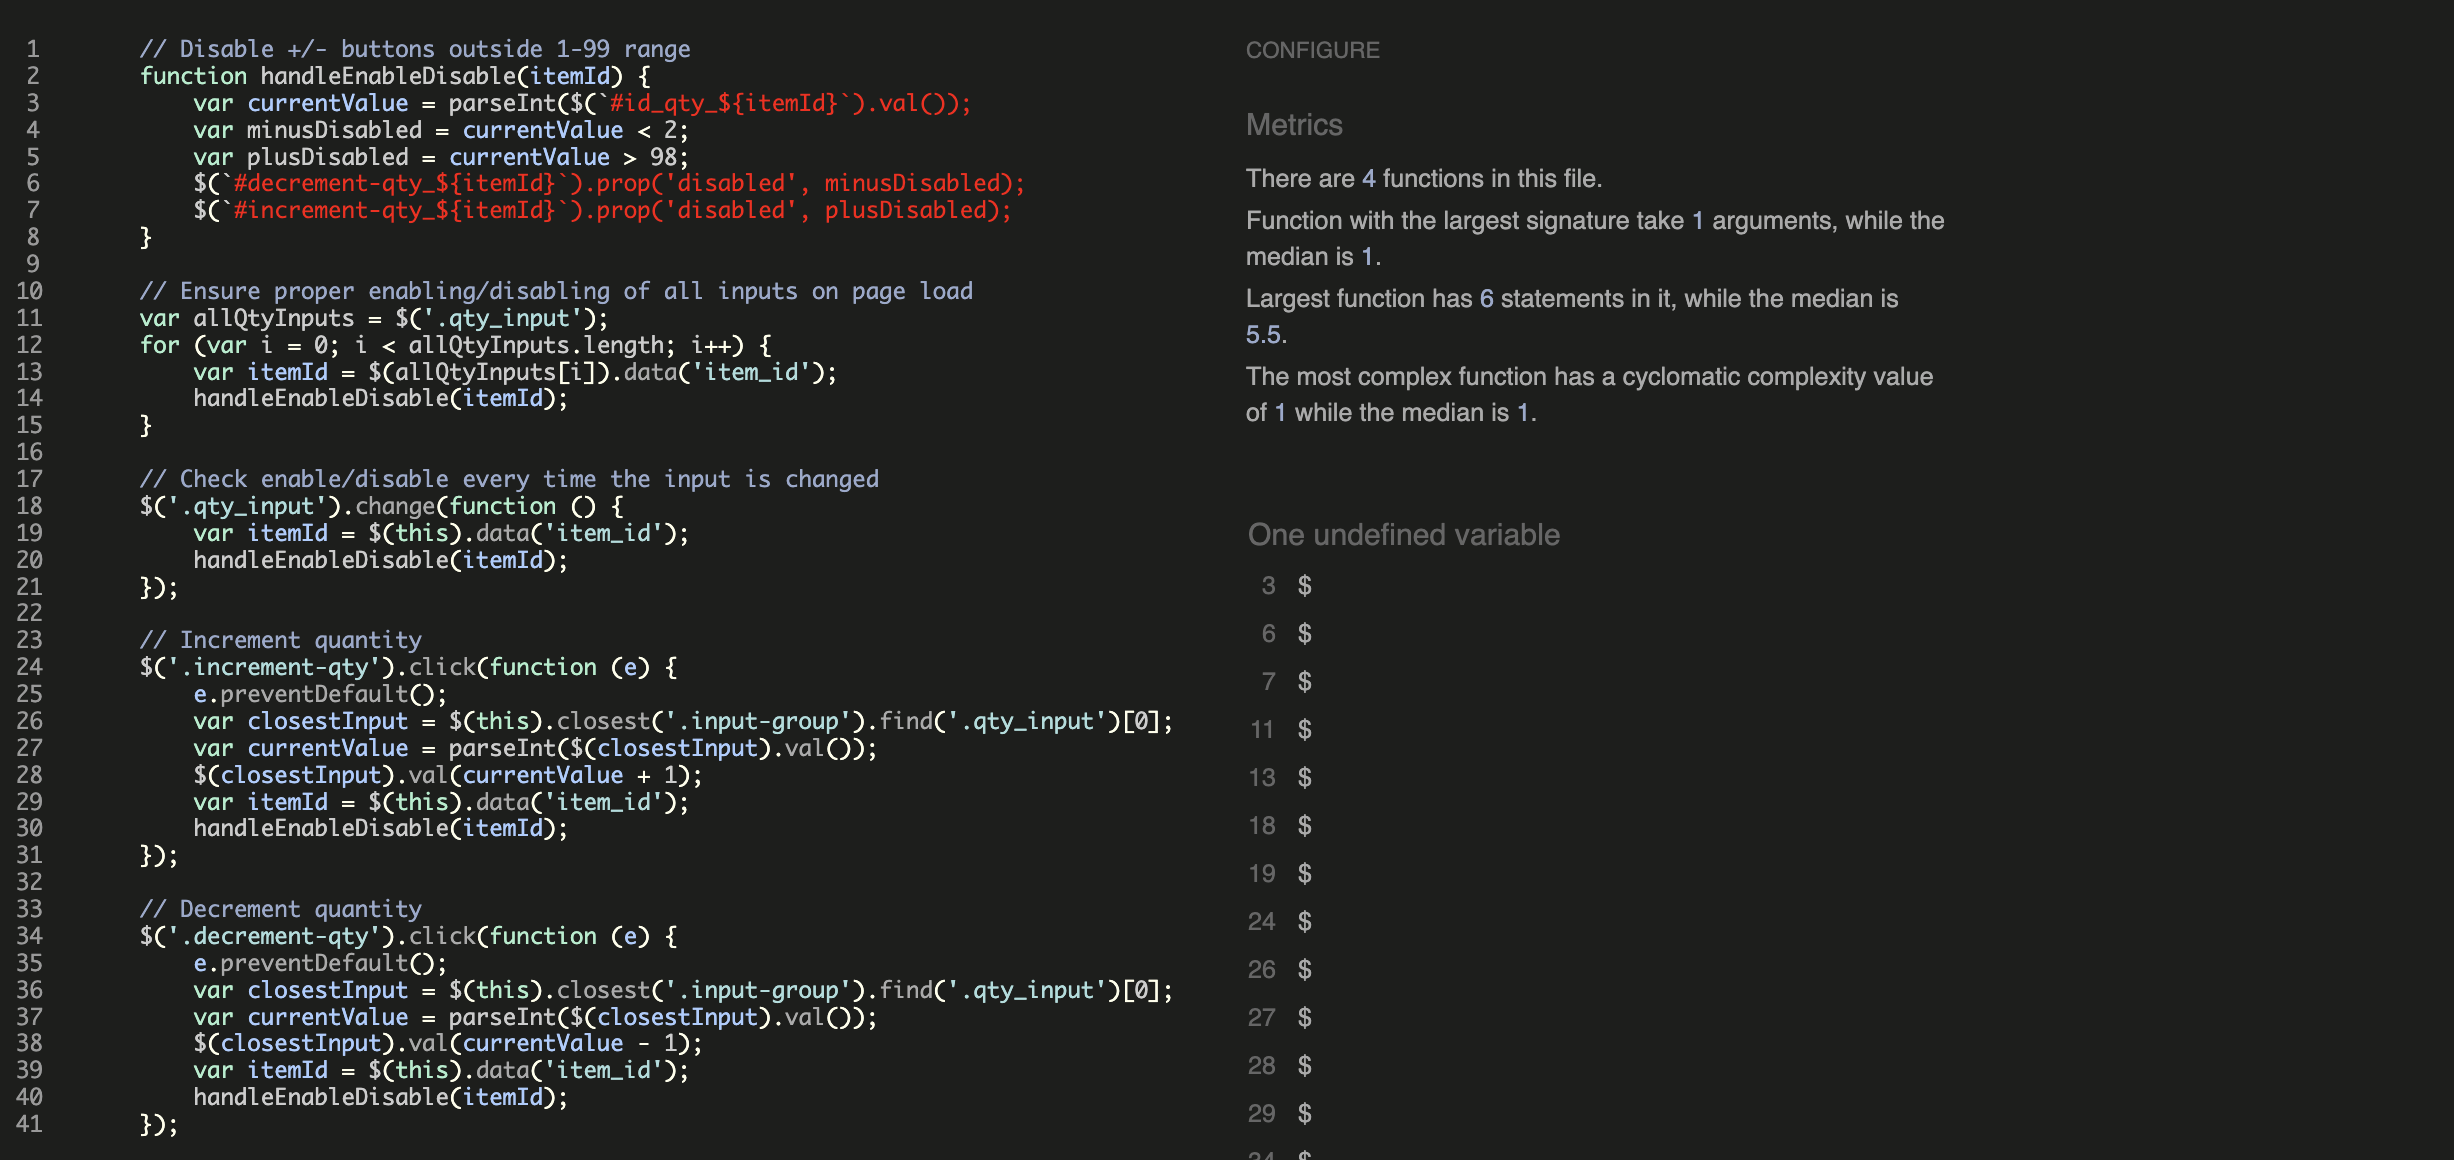 1 // Disable +/- buttons outside 1-99 range
2 function handleEnableDisable(itemId) {
3     var currentValue = parseInt($(`#id_qty_${itemId}`).val());
4     var minusDisabled = currentValue < 2;
5     var plusDisabled = currentValue > 98;
6     $(`#decrement-qty_${itemId}`).prop('disabled', minusDisabled);
7     $(`#increment-qty_${itemId}`).prop('disabled', plusDisabled);
8 }
9
10 // Ensure proper enabling/disabling of all inputs on page load
11 var allQtyInputs = $('.qty_input');
12 for (var i = 0; i < allQtyInputs.length; i++) {
13     var itemId = $(allQtyInputs[i]).data('item_id');
14     handleEnableDisable(itemId);
15 }
16
17 // Check enable/disable every time the input is changed
18 $('.qty_input').change(function () {
19     var itemId = $(this).data('item_id');
20     handleEnableDisable(itemId);
21 });
22
23 // Increment quantity
24 $('.increment-qty').click(function (e) {
25     e.preventDefault();
26     var closestInput = $(this).closest('.input-group').find('.qty_input')[0];
27     var currentValue = parseInt($(closestInput).val());
28     $(closestInput).val(currentValue + 1);
29     var itemId = $(this).data('item_id');
30     handleEnableDisable(itemId);
31 });
32
33 // Decrement quantity
34 $('.decrement-qty').click(function (e) {
35     e.preventDefault();
36     var closestInput = $(this).closest('.input-group').find('.qty_input')[0];
37     var currentValue = parseInt($(closestInput).val());
38     $(closestInput).val(currentValue - 1);
39     var itemId = $(this).data('item_id');
40     handleEnableDisable(itemId);
41 });
CONFIGURE
Metrics
There are 4 functions in this file.
Function with the largest signature take 1 arguments, while the
median is 1.
Largest function has 6 statements in it, while the median is
5.5.
The most complex function has a cyclomatic complexity value
of 1 while the median is 1.
One undefined variable
3 $
6 $
7 $
11 $
13 $
18 $
19 $
24 $
26 $
27 $
28 $
29 $